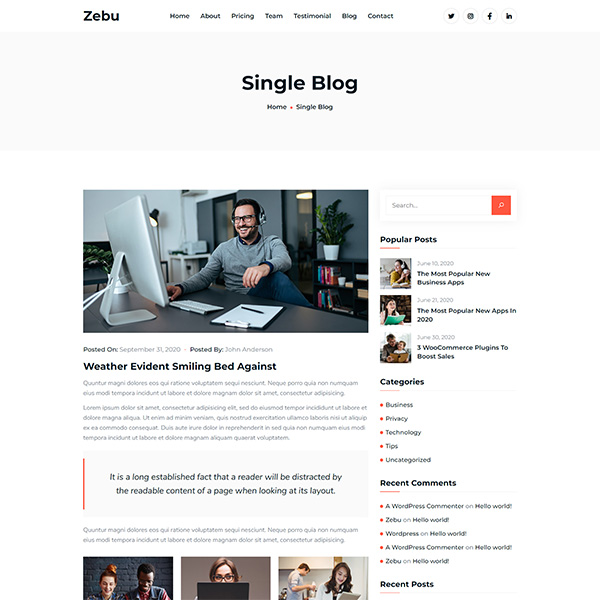 Zebu
Home About Pricing Team Testimonial Blog Contact
Single Blog
Home • Single Blog
Posted On: September 31, 2020 - Posted By: John Anderson
Weather Evident Smiling Bed Against
Quuntur magni dolores eos qui ratione voluptatem sequi nesciunt. Neque porro quia non numquam
eius modi tempora incidunt ut labore et dolore magnam aliquam amet, consectetur adipisicing.
Lorem ipsum dolor sit amet, consectetur adipisicing elit, sed do eiusmod tempor incididunt ut labore et
dolore magna aliqua. Ut enim ad minim veniam, quis nostrud exercitation ullamco laboris nisi ut aliquip
ex ea commodo consequat. Duis aute irure dolor in reprehenderit in sed quia non numquam eius modi
tempora incidunt ut labore et dolore magnam aliquam quaerat voluptatem.
It is a long established fact that a reader will be distracted by
the readable content of a page when looking at its layout.
Quuntur magni dolores eos qui ratione voluptatem sequi nesciunt. Neque porro quia non numquam
eius modi tempora incidunt ut labore et dolore sit amet, consectetur adipisicing.
Search...
Popular Posts
June 10, 2020
The Most Popular New
Business Apps
June 21, 2020
The Most Popular New Apps In
2020
June 30, 2020
3 WooCommerce Plugins To
Boost Sales
Categories
Business
Privacy
Technology
Tips
Uncategorized
Recent Comments
A WordPress Commenter on Hello world!
Zebu on Hello world!
Wordpress on Hello world!
A WordPress Commenter on Hello world!
Zebu on Hello world!
Recent Posts